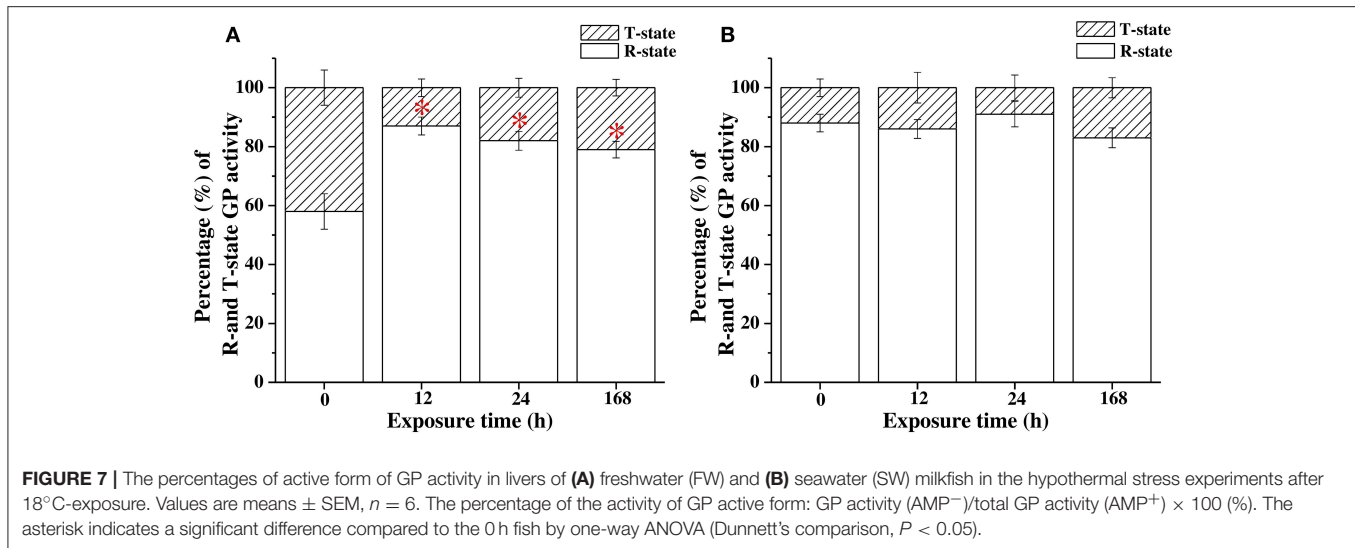 A
T-state
R-state
Percentage (%) of
R-and T-state GP activity
100
80
60
40
20
0
*
*
*
0
12
24
168
Exposure time (h)
B
T-state
R-state
Percentage (%) of
R-and T-state GP activity
100
80
60
40
20
0
0
12
24
168
Exposure time (h)
FIGURE 7 | The percentages of active form of GP activity in livers of (A) freshwater (FW) and (B) seawater (SW) milkfish in the hypothermal stress experiments after
18°C-exposure. Values are means ± SEM, n = 6. The percentage of the activity of GP active form: GP activity (AMP−)/total GP activity (AMP+) × 100 (%). The
asterisk indicates a significant difference compared to the 0 h fish by one-way ANOVA (Dunnett's comparison, P < 0.05).